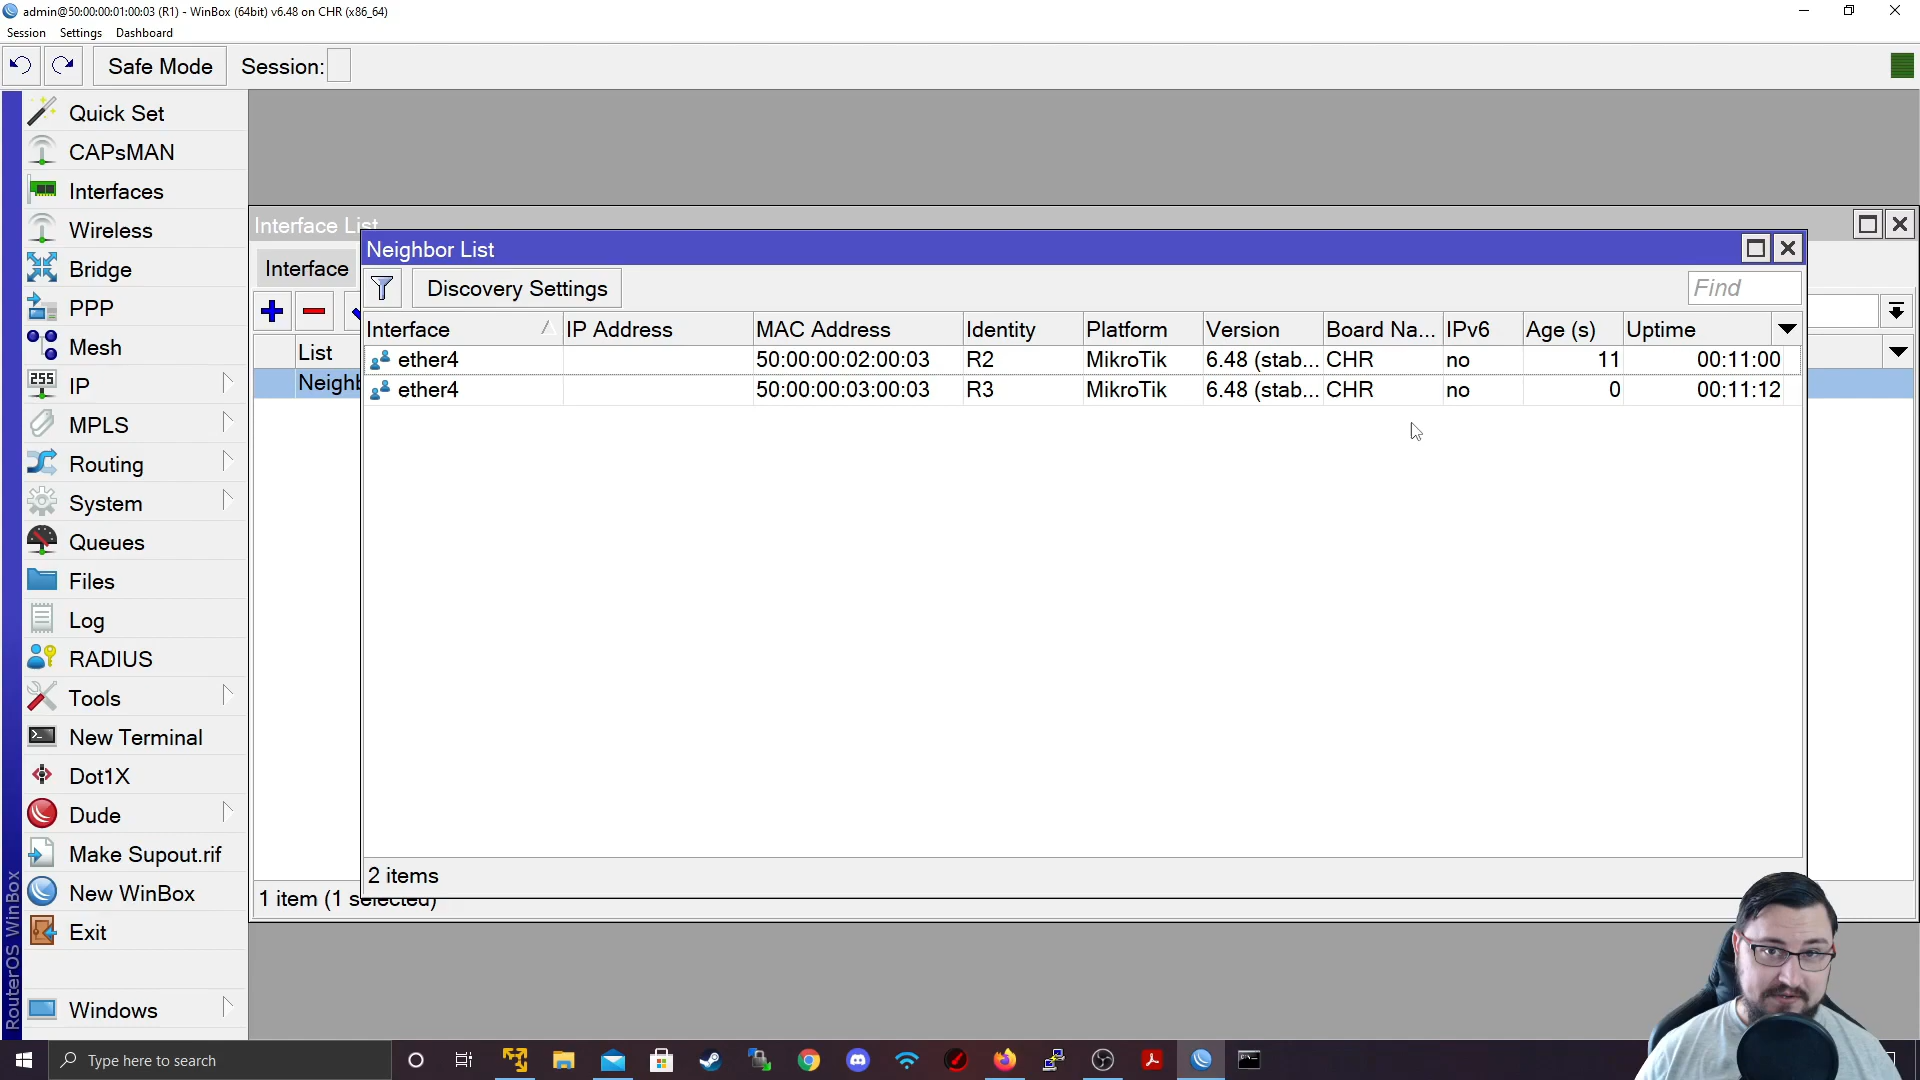 admin@50:00:00:01:00:03 (R1) - WinBox (64bit) v6.48 on CHR (x86_64)
Session Settings Dashboard
Safe Mode Session:
Quick Set
CAPsMAN
Interfaces
Wireless
Bridge
PPP
Mesh
255 IP
MPLS
Routing
System
Queues
Files
Log
RADIUS
Tools
New Terminal
Dot1X
Dude
Make Supout.rif
New WinBox
Exit
Windows
RouterOS WinBox
Interface List
Interface
List
Neighb
1 item (1 selected)
Neighbor List
Discovery Settings Find
Interface IP Address MAC Address Identity Platform Version Board Na... IPv6 Age (s) Uptime
ether4 50:00:00:02:00:03 R2 MikroTik 6.48 (stab... CHR no 11 00:11:00
ether4 50:00:00:03:00:03 R3 MikroTik 6.48 (stab... CHR no 0 00:11:12
2 items
Type here to search